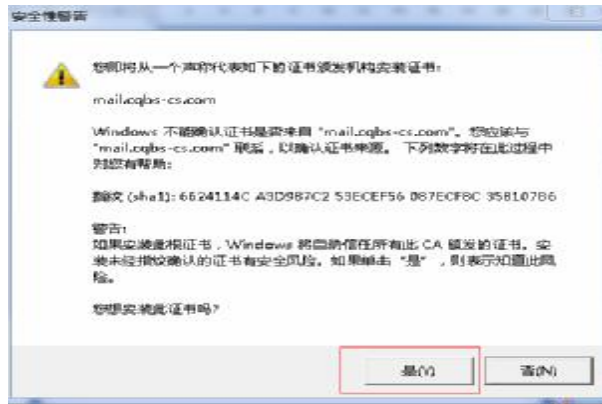 安全性警告
您即将从一个声称代表如下的证书颁发机构安装证书:
mail.cqbs-cs.com
Windows 不能确认证书是否来自 "mail.cqbs-cs.com"。您应该与
"mail.cqbs-cs.com" 联系，以确认证书来源。 下列数字将在此过程中
对您有帮助:
指纹 (sha1): 6624114C A3D987C2 53ECEF56 087ECF8C 35810786
警告:
如果安装此根证书，Windows 将自动信任所有此 CA 颁发的证书。安
装未经指纹确认的证书有安全风险。如果单击 "是" ，则表示知道此风
险。
您想安装此证书吗?
是(Y)
否(N)